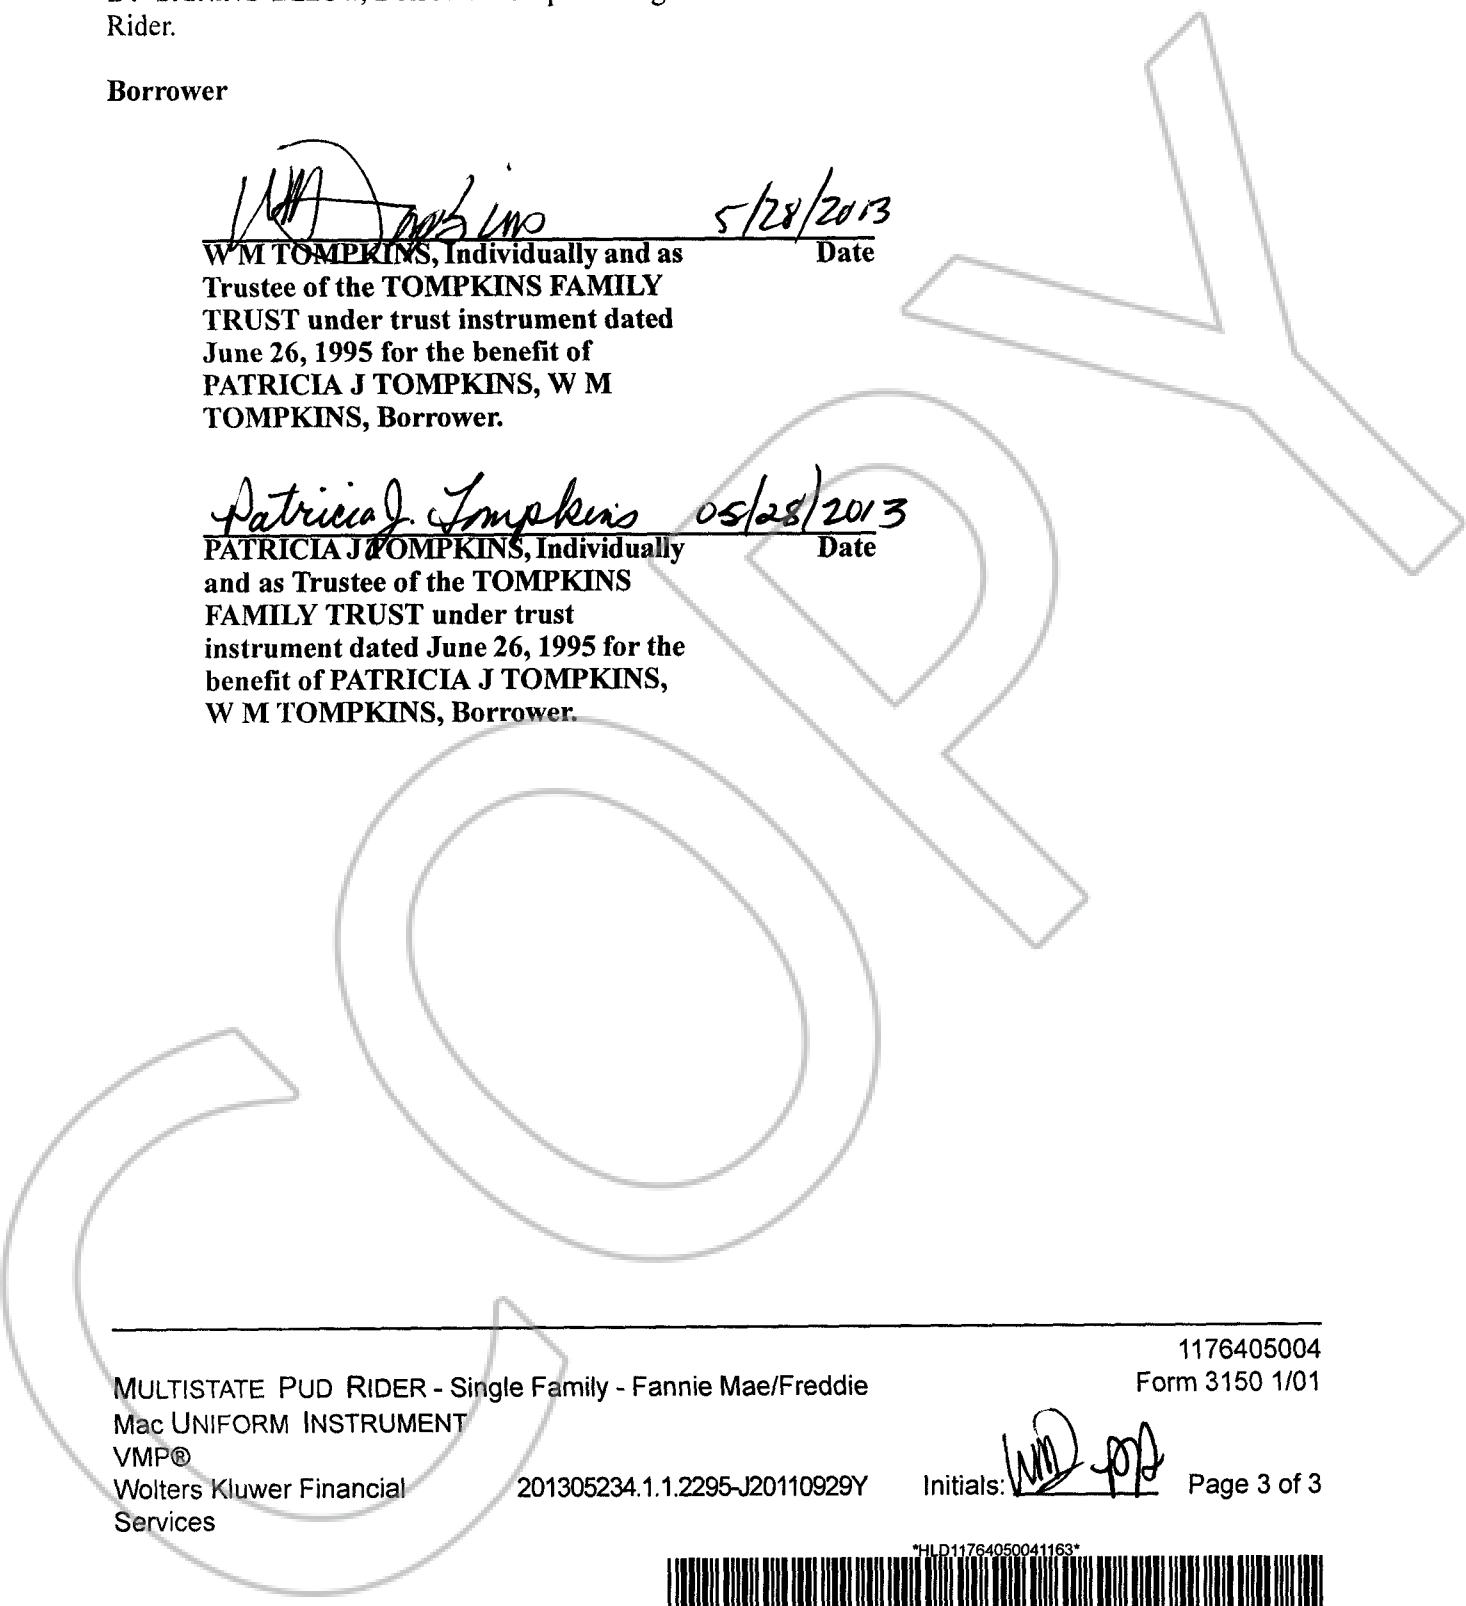 Rider.
Borrower
WM Tompkins 5/28/2013
W M TOMPKINS, Individually and as Date
Trustee of the TOMPKINS FAMILY
TRUST under trust instrument dated
June 26, 1995 for the benefit of
PATRICIA J TOMPKINS, W M
TOMPKINS, Borrower.
Patricia J. Tompkins 05/28/2013
PATRICIA J TOMPKINS, Individually Date
and as Trustee of the TOMPKINS
FAMILY TRUST under trust
instrument dated June 26, 1995 for the
benefit of PATRICIA J TOMPKINS,
W M TOMPKINS, Borrower.
COPY
1176405004
MULTISTATE PUD RIDER - Single Family - Fannie Mae/Freddie Form 3150 1/01
Mac UNIFORM INSTRUMENT
VMP®
Wolters Kluwer Financial 201305234.1.1.2295-J20110929Y Initials: Page 3 of 3
Services
*HLD11764050041163*